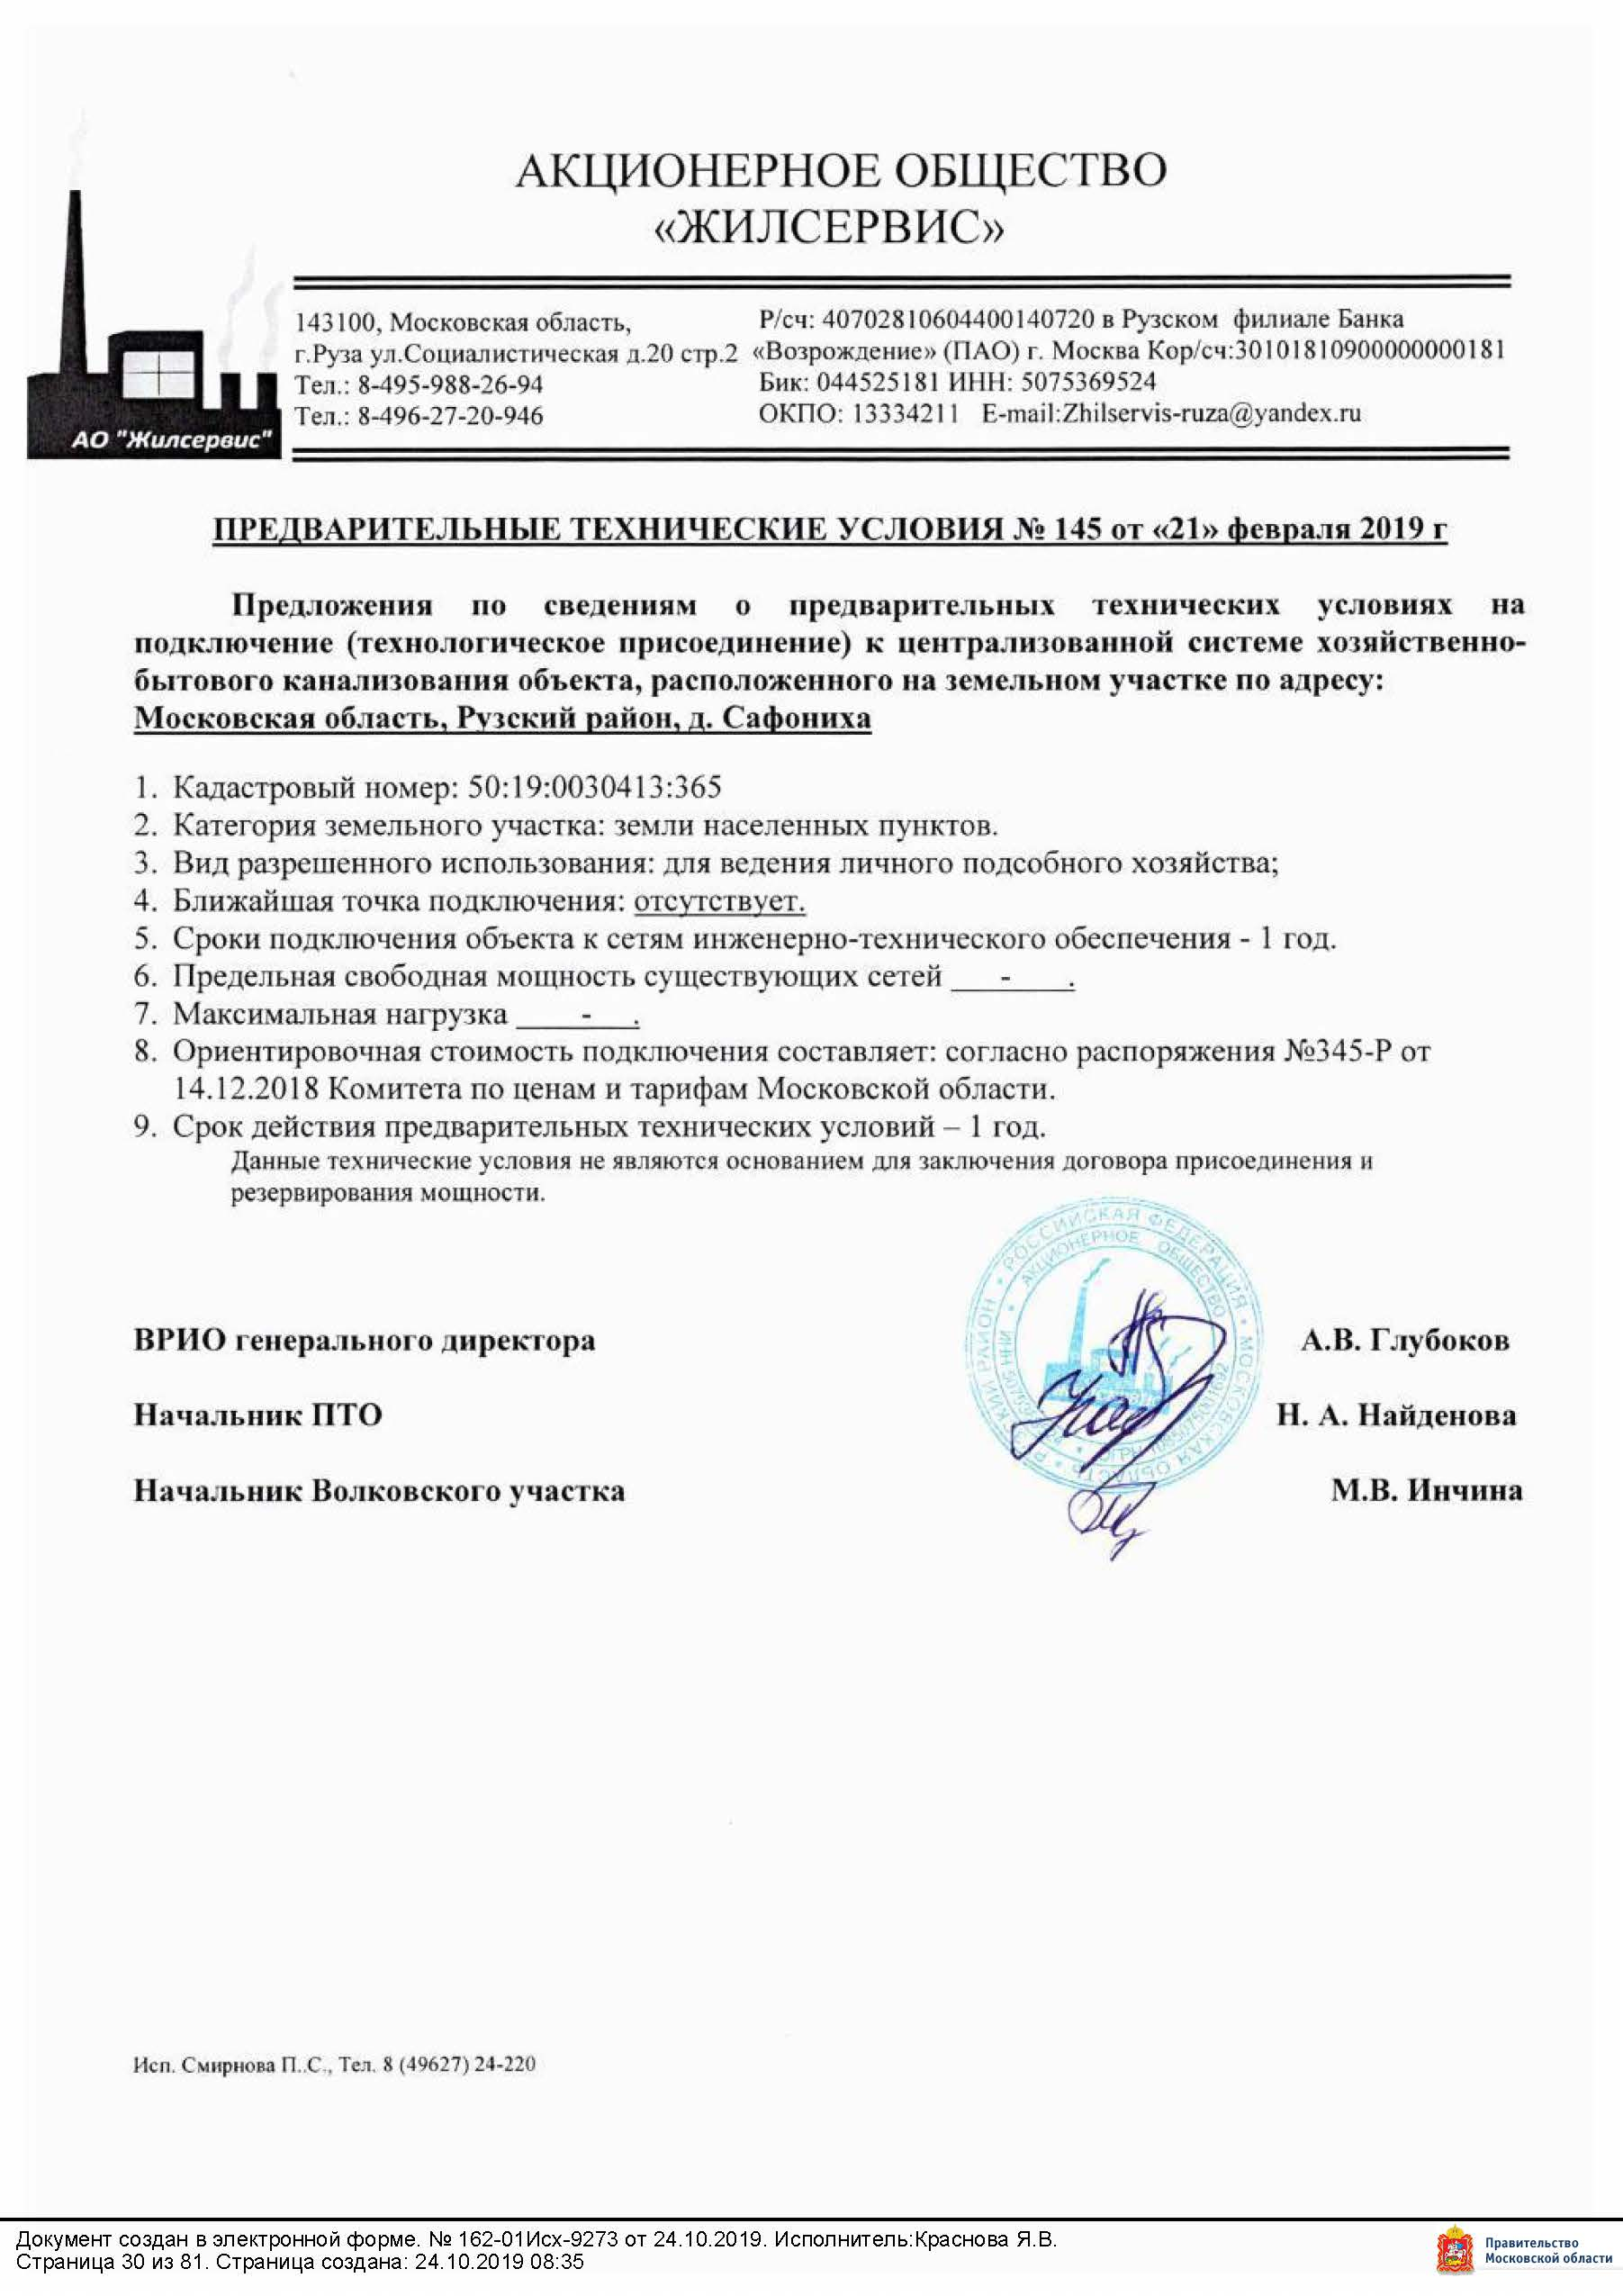 АКЦИОНЕРНОЕ ОБЩЕСТВО
«ЖИЛСЕРВИС»
АО "Жилсервис"
143100, Московская область,
г.Руза ул.Социалистическая д.20 стр.2
Тел.: 8-495-988-26-94
Тел.: 8-496-27-20-946
Р/сч: 40702810604400140720 в Рузском филиале Банка
«Возрождение» (ПАО) г. Москва Кор/сч:30101810900000000181
Бик: 044525181 ИНН: 5075369524
ОКПО: 13334211 E-mail:Zhilservis-ruza@yandex.ru
ПРЕДВАРИТЕЛЬНЫЕ ТЕХНИЧЕСКИЕ УСЛОВИЯ № 145 от «21» февраля 2019 г
Предложения по сведениям о предварительных технических условиях на
подключение (технологическое присоединение) к централизованной системе хозяйственно-
бытового канализования объекта, расположенного на земельном участке по адресу:
Московская область, Рузский район, д. Сафониха
1. Кадастровый номер: 50:19:0030413:365
2. Категория земельного участка: земли населенных пунктов.
3. Вид разрешенного использования: для ведения личного подсобного хозяйства;
4. Ближайшая точка подключения: отсутствует.
5. Сроки подключения объекта к сетям инженерно-технического обеспечения - 1 год.
6. Предельная свободная мощность существующих сетей ___-____.
7. Максимальная нагрузка ____-___.
8. Ориентировочная стоимость подключения составляет: согласно распоряжения №345-Р от
14.12.2018 Комитета по ценам и тарифам Московской области.
9. Срок действия предварительных технических условий – 1 год.
Данные технические условия не являются основанием для заключения договора присоединения и
резервирования мощности.
РОССИЙСКАЯ ФЕДЕРАЦИЯ • МОСКОВСКАЯ ОБЛАСТЬ •
АКЦИОНЕРНОЕ ОБЩЕСТВО
ВРИО генерального директора А.В. Глубоков
Начальник ПТО Н. А. Найденова
Начальник Волковского участка М.В. Инчина
Исп. Смирнова П..С., Тел. 8 (49627) 24-220
Документ создан в электронной форме. № 162-01Исх-9273 от 24.10.2019. Исполнитель:Краснова Я.В.
Страница 30 из 81. Страница создана: 24.10.2019 08:35
Правительство
Московской области